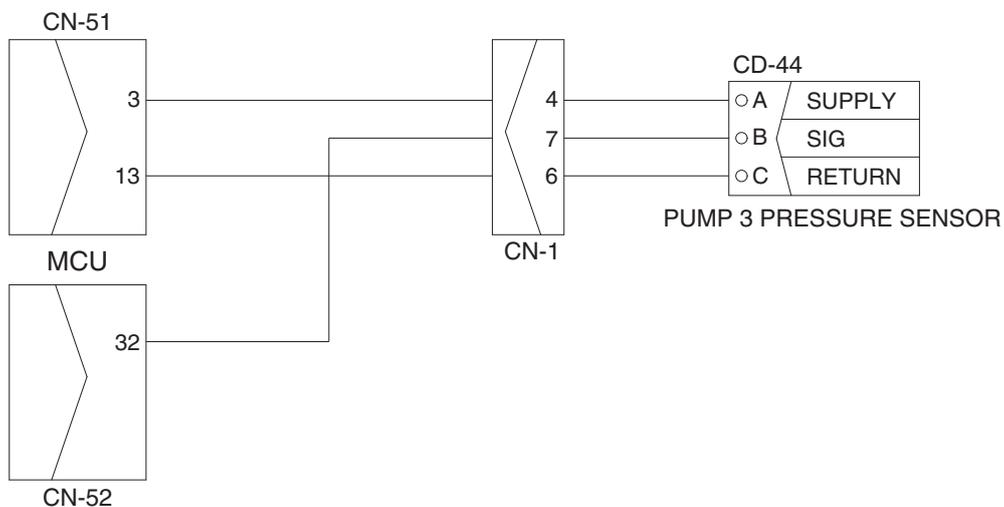 CN-51
3
13
MCU
32
CN-52
4
7
6
CN-1
CD-44
A SUPPLY
B SIG
C RETURN
PUMP 3 PRESSURE SENSOR